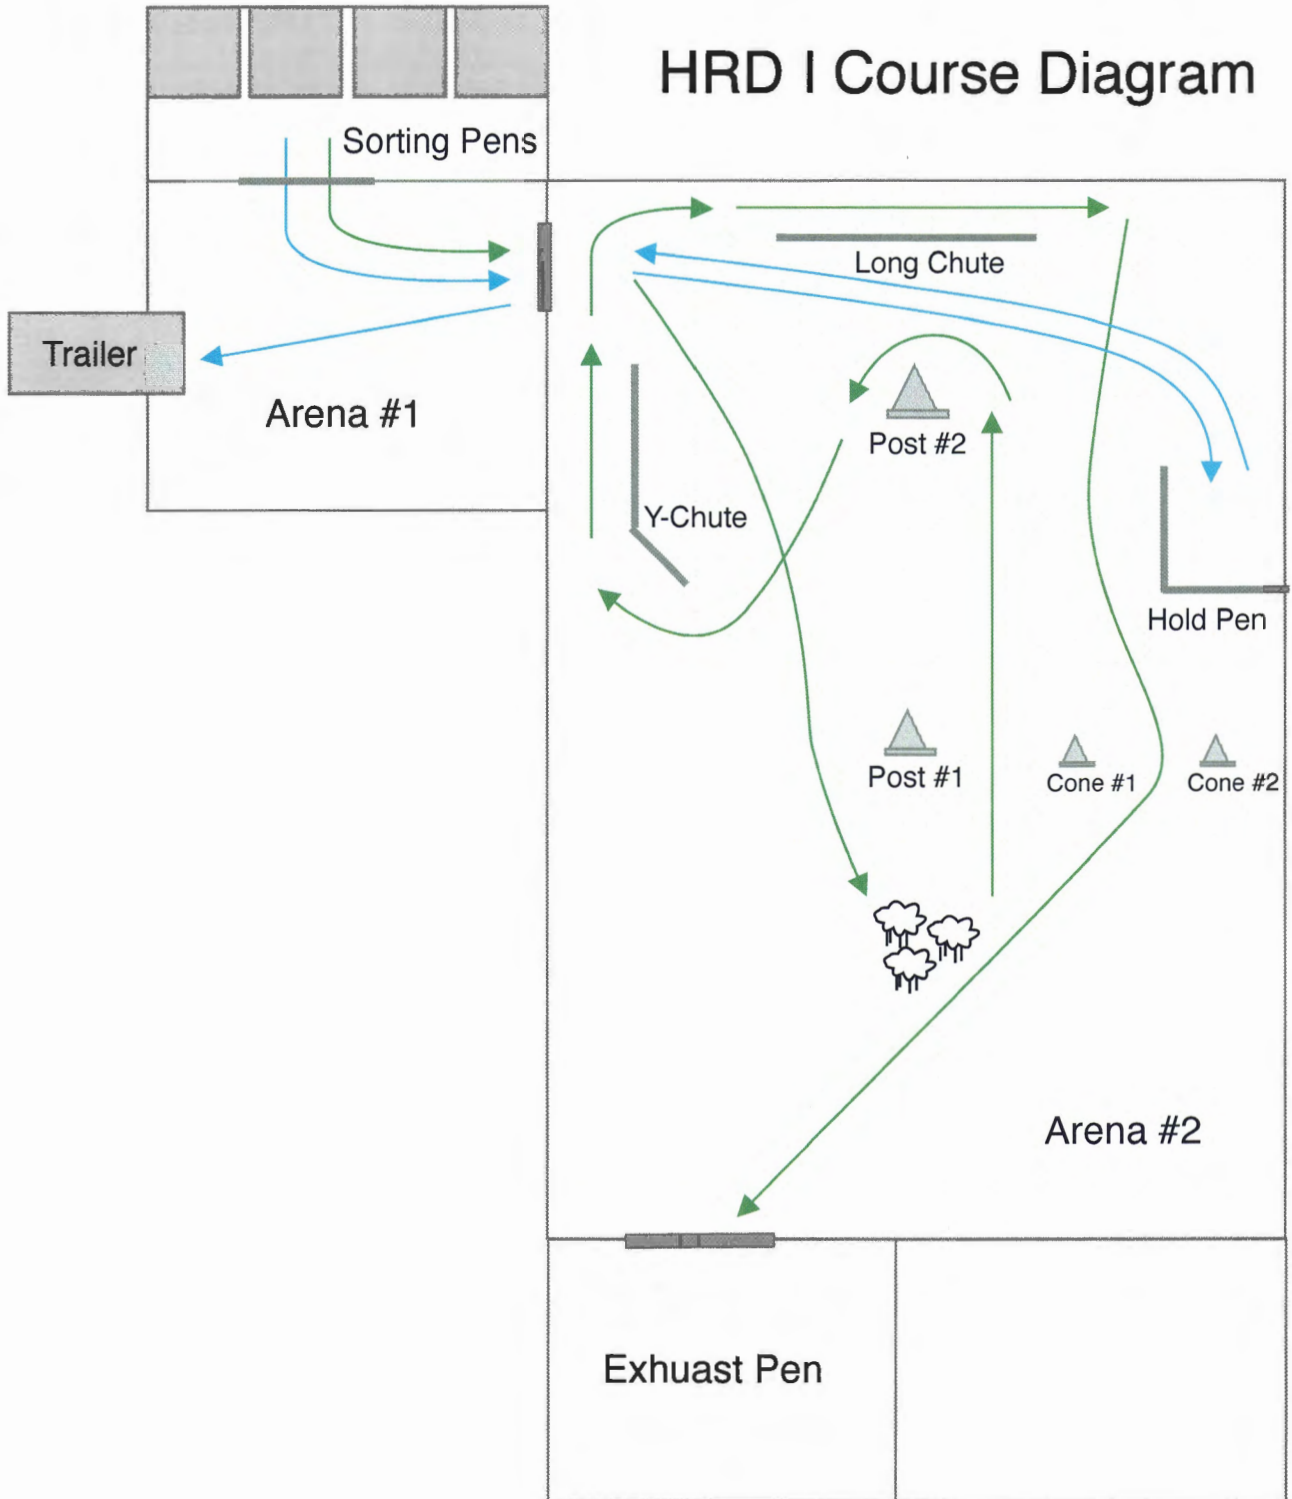 HRD I Course Diagram
Sorting Pens
Long Chute
Trailer
Arena #1
Post #2
Y-Chute
Hold Pen
Post #1
Cone #1
Cone #2
Arena #2
Exhuast Pen